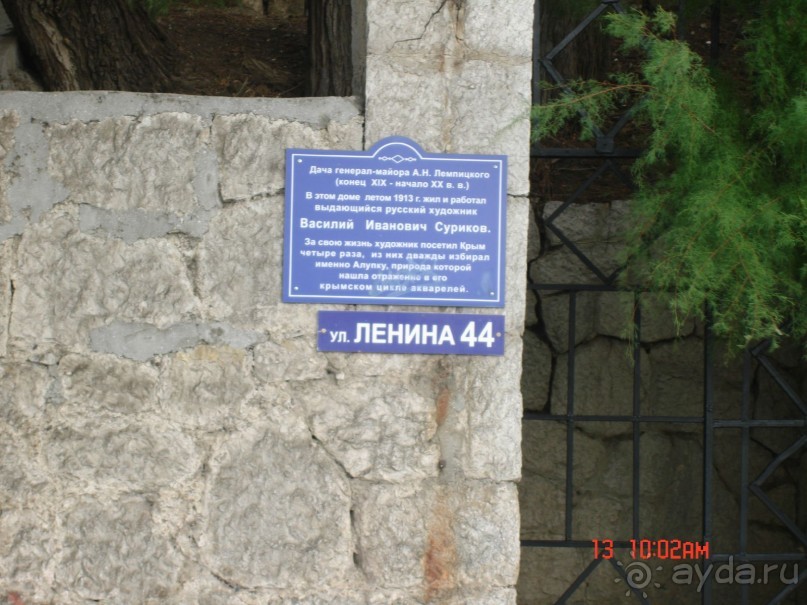 Дача генерал-майора А.Н. Лемпицкого
(конец XIX - начало XX в. в.)
В этом доме летом 1913 г. жил и работал
выдающийся русский художник
Василий Иванович Суриков.
За свою жизнь художник посетил Крым
четыре раза, из них дважды избирал
именно Алупку, природа которой
нашла отражение в его
крымском цикле акварелей.
ул. ЛЕНИНА 44
13 10:02AM
ayda.ru